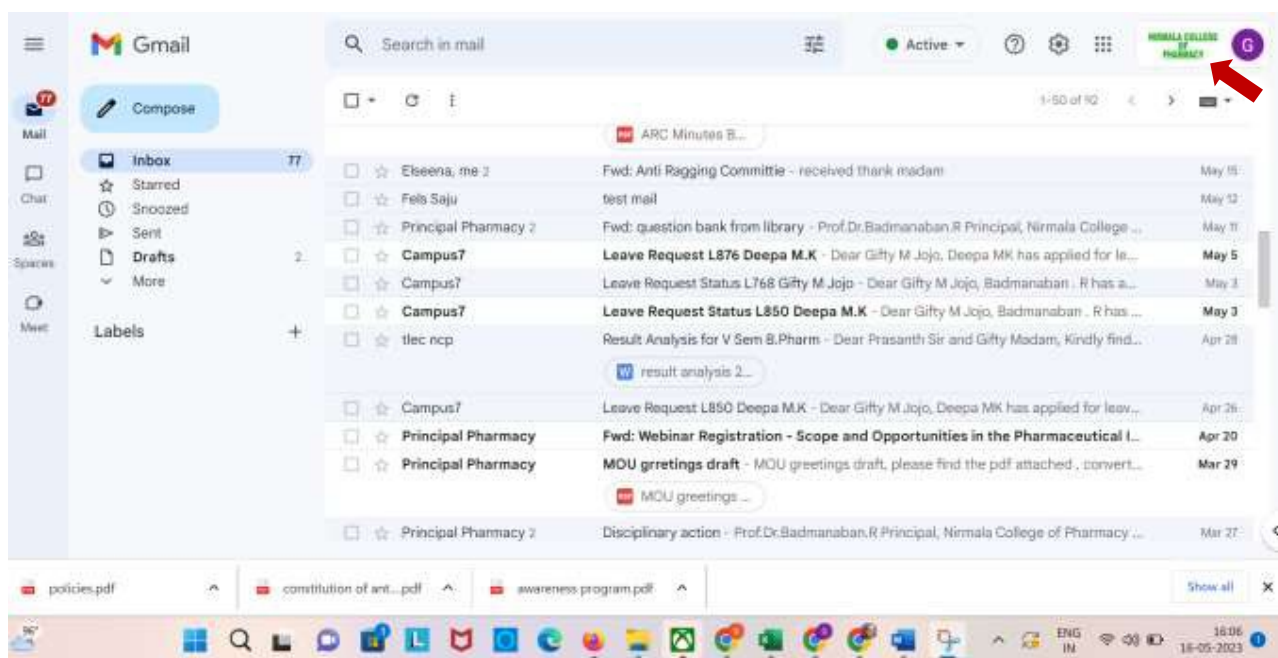 Gmail
Search in mail
Active
NIRMALA COLLEGE
OF
PHARMACY
G
77
Mail
Compose
1-50 of 92
ARC Minutes B...
Inbox 77
Elseena, me 2 Fwd: Anti Ragging Committie - received thank madam May 15
Chat
Starred
Fels Saju test mail May 12
Snoozed
Principal Pharmacy 2 Fwd: question bank from library - Prof.Dr.Badmanaban.R Principal, Nirmala College ... May 11
Spaces
Sent
Drafts 2
Campus7 Leave Request L876 Deepa M.K - Dear Gifty M Jojo, Deepa MK has applied for le... May 5
More
Campus7 Leave Request Status L768 Gifty M Jojo - Dear Gifty M Jojo, Badmanaban . R has a... May 3
Meet
Campus7 Leave Request Status L850 Deepa M.K - Dear Gifty M Jojo, Badmanaban . R has ... May 3
Labels +
tlec ncp Result Analysis for V Sem B.Pharm - Dear Prasanth Sir and Gifty Madam, Kindly find... Apr 28
W result analysis 2...
Campus7 Leave Request L850 Deepa M.K - Dear Gifty M Jojo, Deepa MK has applied for leav... Apr 26
Principal Pharmacy Fwd: Webinar Registration - Scope and Opportunities in the Pharmaceutical I... Apr 20
Principal Pharmacy MOU grretings draft - MOU greetings draft, please find the pdf attached , convert... Mar 29
MOU greetings ...
Principal Pharmacy 2 Disciplinary action - Prof.Dr.Badmanaban.R Principal, Nirmala College of Pharmacy ... Mar 27
policies.pdf
constitution of ant....pdf
awareness program.pdf
Show all
96°
ENG
IN
16:06
16-05-2023